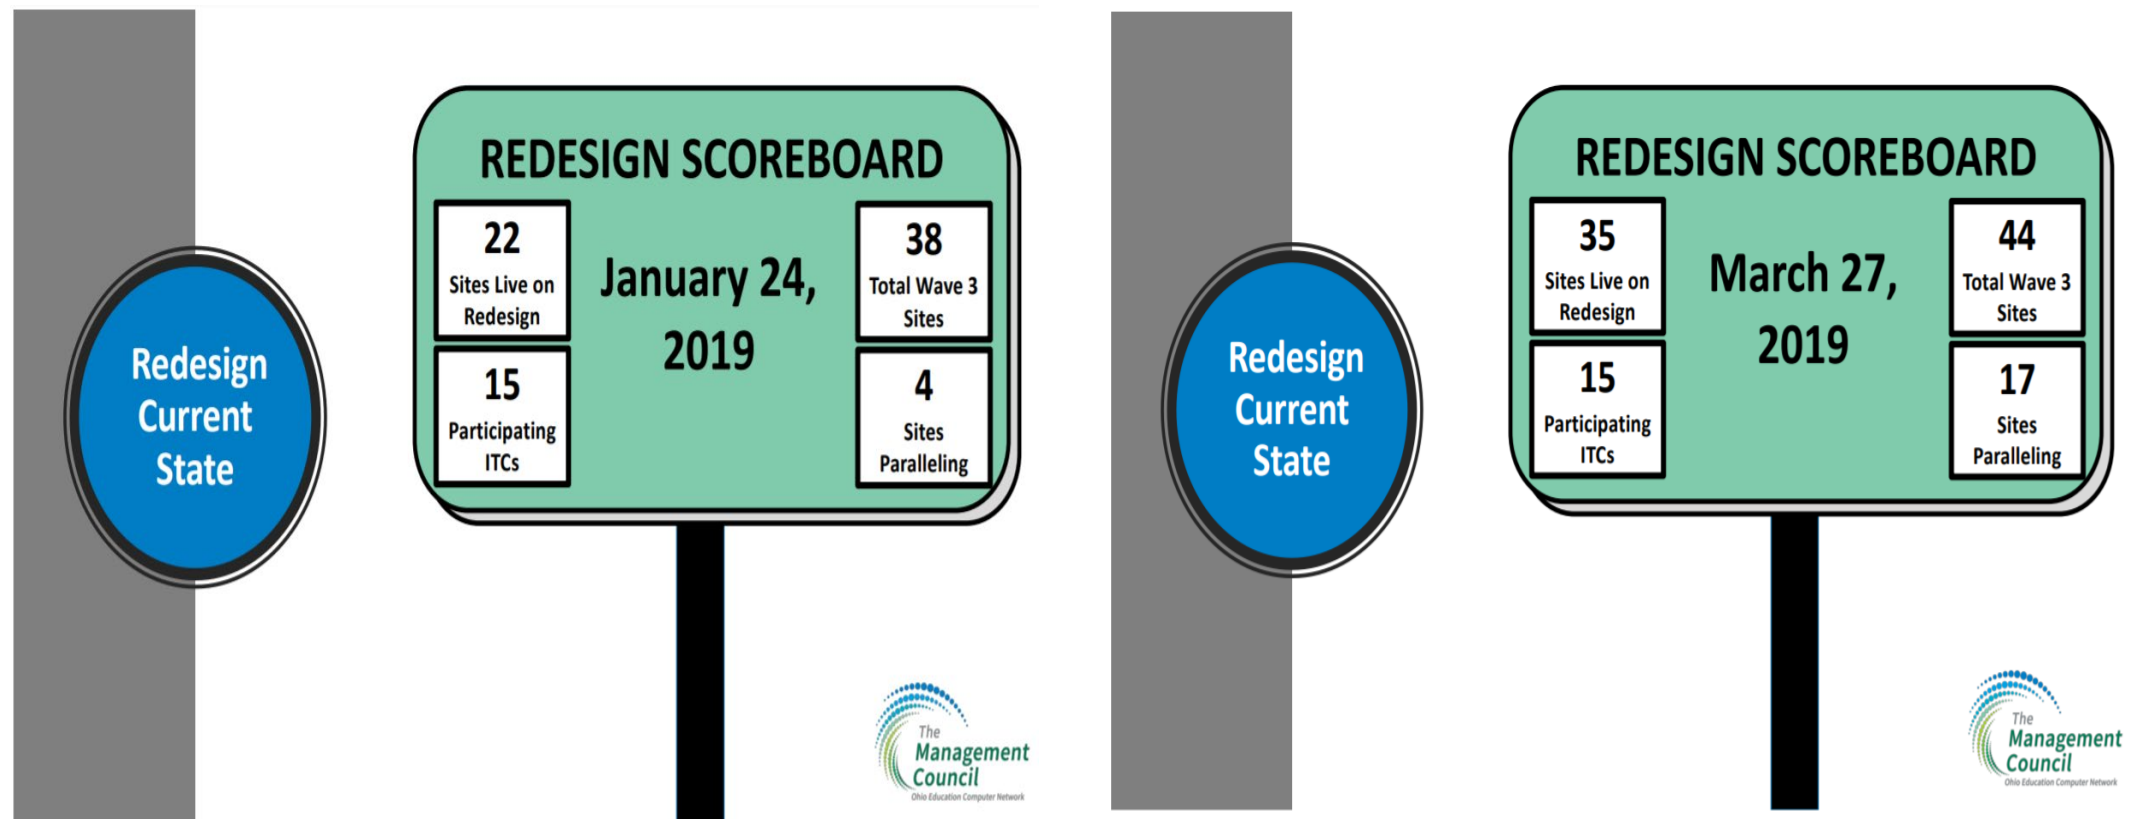 Redesign
Current
State
REDESIGN SCOREBOARD
22
Sites Live on
Redesign
15
Participating
ITCs
January 24,
2019
38
Total Wave 3
Sites
4
Sites
Paralleling
The
Management
Council
Ohio Education Computer Network
Redesign
Current
State
REDESIGN SCOREBOARD
35
Sites Live on
Redesign
15
Participating
ITCs
March 27,
2019
44
Total Wave 3
Sites
17
Sites
Paralleling
The
Management
Council
Ohio Education Computer Network